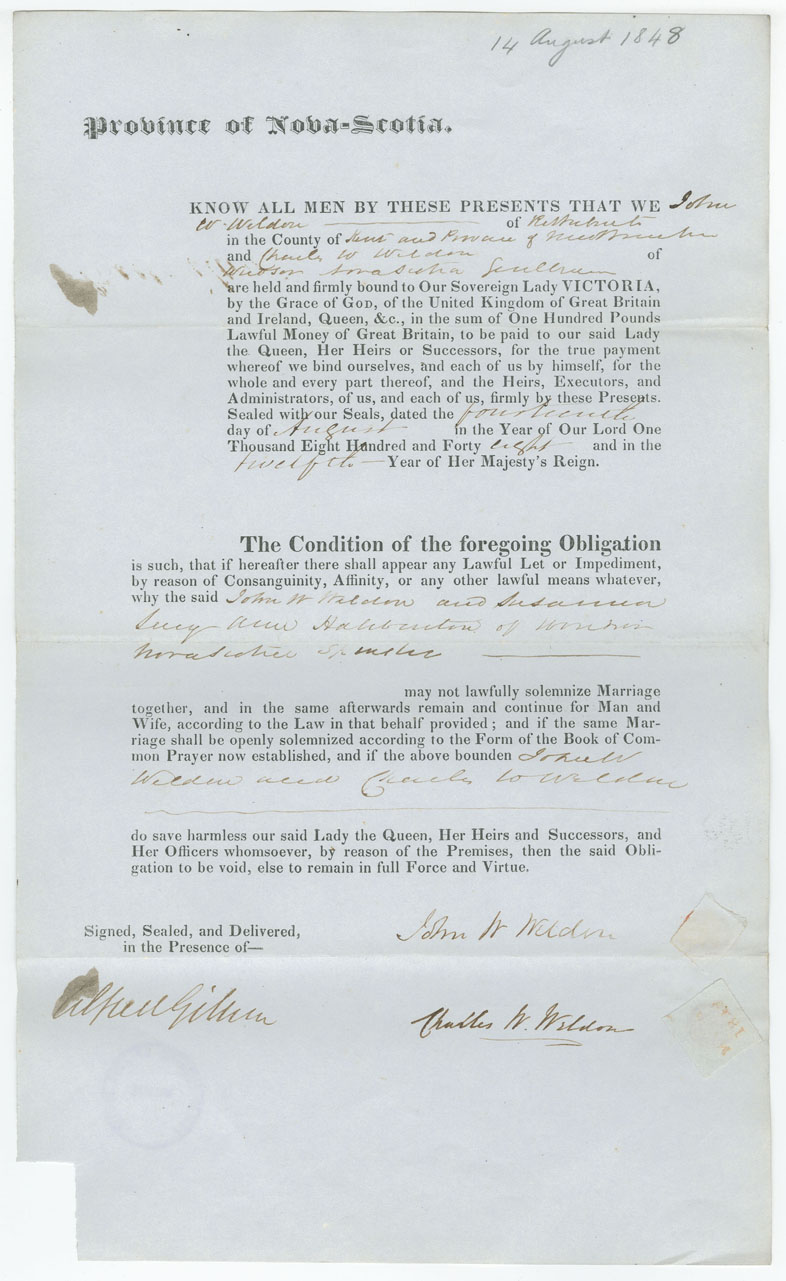 14 August 1848
Province of Nova-Scotia.
KNOW ALL MEN BY THESE PRESENTS THAT WE John
W Weldon of Richibucto
in the County of Kent and Province of New Brunswick
and Charles W Weldon of
Windsor Nova Scotia Gentleman
are held and firmly bound to Our Sovereign Lady VICTORIA,
by the Grace of GOD, of the United Kingdom of Great Britain
and Ireland, Queen, &c., in the sum of One Hundred Pounds
Lawful Money of Great Britain, to be paid to our said Lady
the Queen, Her Heirs or Successors, for the true payment
whereof we bind ourselves, and each of us by himself, for the
whole and every part thereof, and the Heirs, Executors, and
Administrators, of us, and each of us, firmly by these Presents.
Sealed with our Seals, dated the fourteenth
day of August in the Year of Our Lord One
Thousand Eight Hundred and Forty eight and in the
twelfth — Year of Her Majesty's Reign.
The Condition of the foregoing Obligation
is such, that if hereafter there shall appear any Lawful Let or Impediment,
by reason of Consanguinity, Affinity, or any other lawful means whatever,
why the said John W Weldon and Susanna
Lucy Ann Haliburton of Windsor
Nova Scotia Spinster
may not lawfully solemnize Marriage
together, and in the same afterwards remain and continue for Man and
Wife, according to the Law in that behalf provided; and if the same Mar-
riage shall be openly solemnized according to the Form of the Book of Com-
mon Prayer now established, and if the above bounden John W
Weldon and Charles W Weldon
do save harmless our said Lady the Queen, Her Heirs and Successors, and
Her Officers whomsoever, by reason of the Premises, then the said Obli-
gation to be void, else to remain in full Force and Virtue.
Signed, Sealed, and Delivered,
in the Presence of—
John W Weldon
Alfred Gilpin
Charles W. Weldon